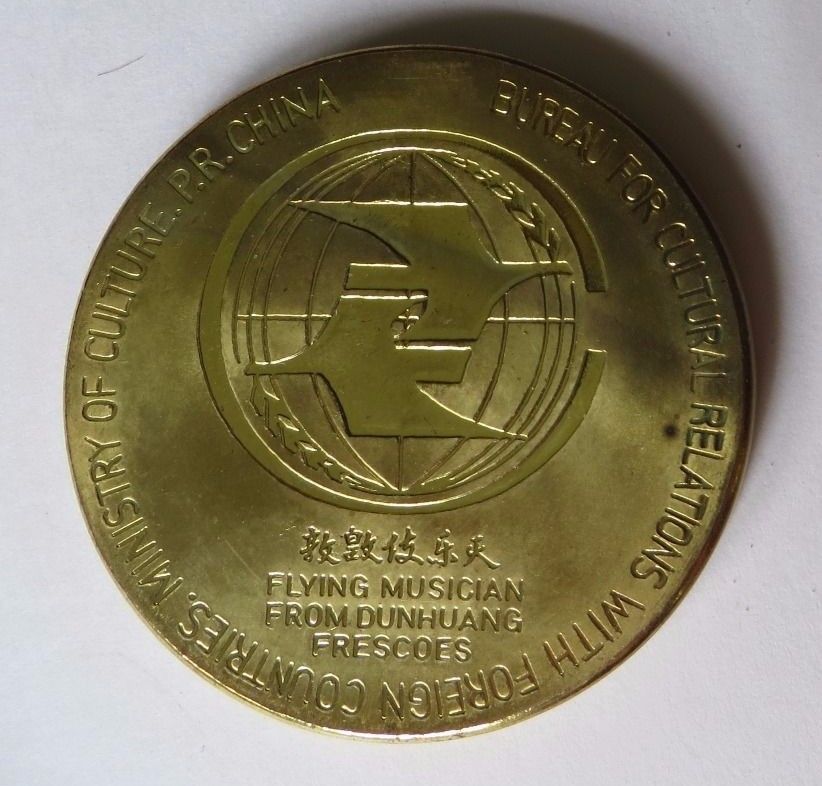 BUREAU FOR CULTURAL RELATIONS WITH FOREIGN COUNTRIES. MINISTRY OF CULTURE. P.R. CHINA
敦煌伎乐天
FLYING MUSICIAN
FROM DUNHUANG
FRESCOES